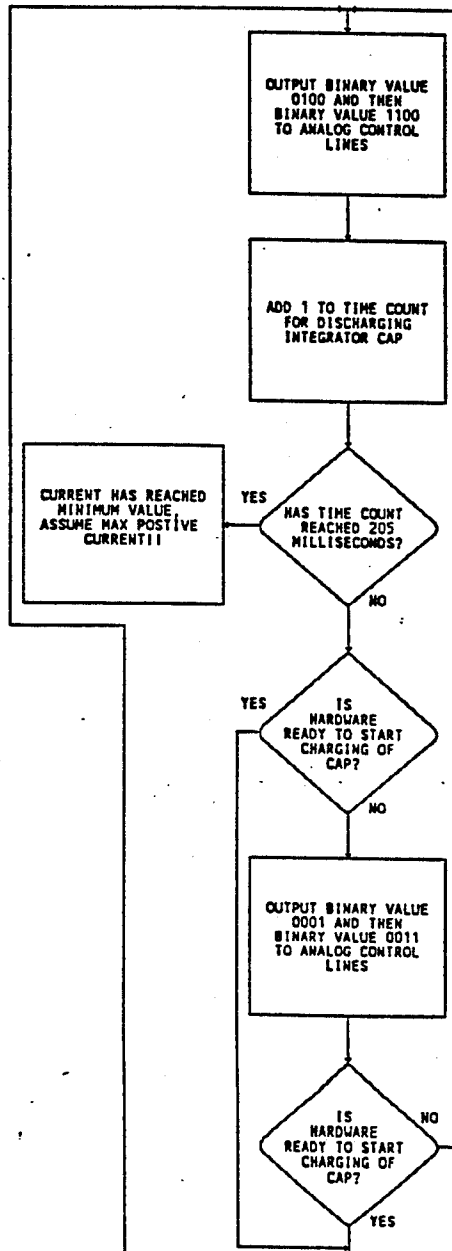 OUTPUT BINARY VALUE
0100 AND THEN
BINARY VALUE 1100
TO ANALOG CONTROL
LINES
ADD 1 TO TIME COUNT
FOR DISCHARGING
INTEGRATOR CAP
HAS TIME COUNT
REACHED 205
MILLISECONDS?
YES
CURRENT HAS REACHED
MINIMUM VALUE,
ASSUME MAX POSTIVE
CURRENT!!
NO
IS
HARDWARE
READY TO START
CHARGING OF
CAP?
YES
NO
OUTPUT BINARY VALUE
0001 AND THEN
BINARY VALUE 0011
TO ANALOG CONTROL
LINES
IS
HARDWARE
READY TO START
CHARGING OF
CAP?
NO
YES